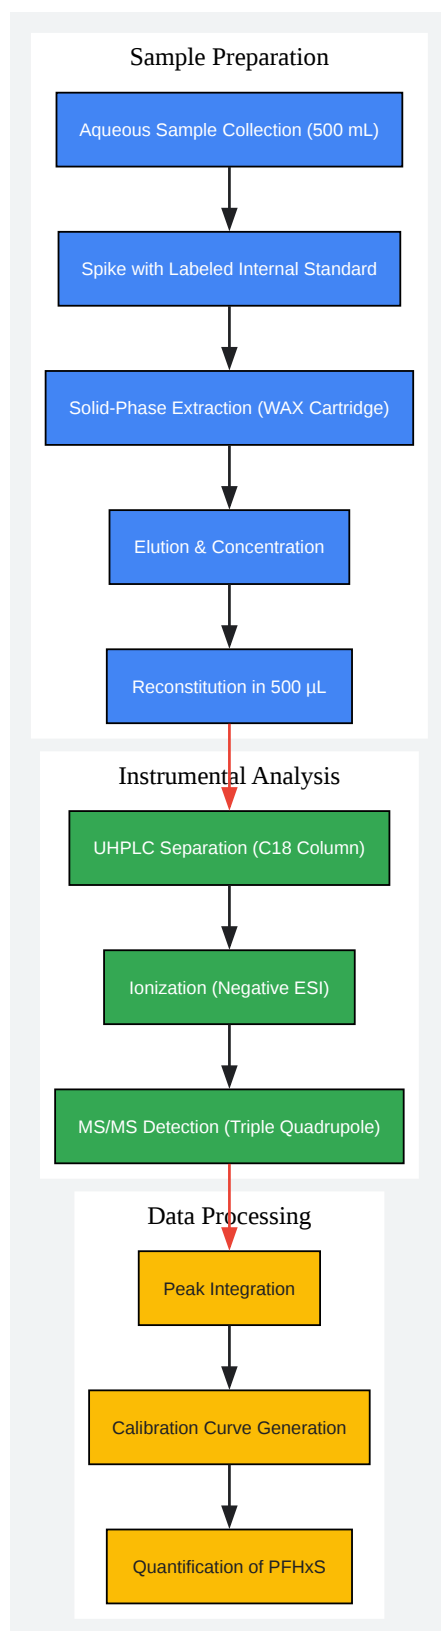 Sample Preparation
Aqueous Sample Collection (500 mL)
Spike with Labeled Internal Standard
Solid-Phase Extraction (WAX Cartridge)
Elution & Concentration
Reconstitution in 500 µL
Instrumental Analysis
UHPLC Separation (C18 Column)
Ionization (Negative ESI)
MS/MS Detection (Triple Quadrupole)
Data Processing
Peak Integration
Calibration Curve Generation
Quantification of PFHxS